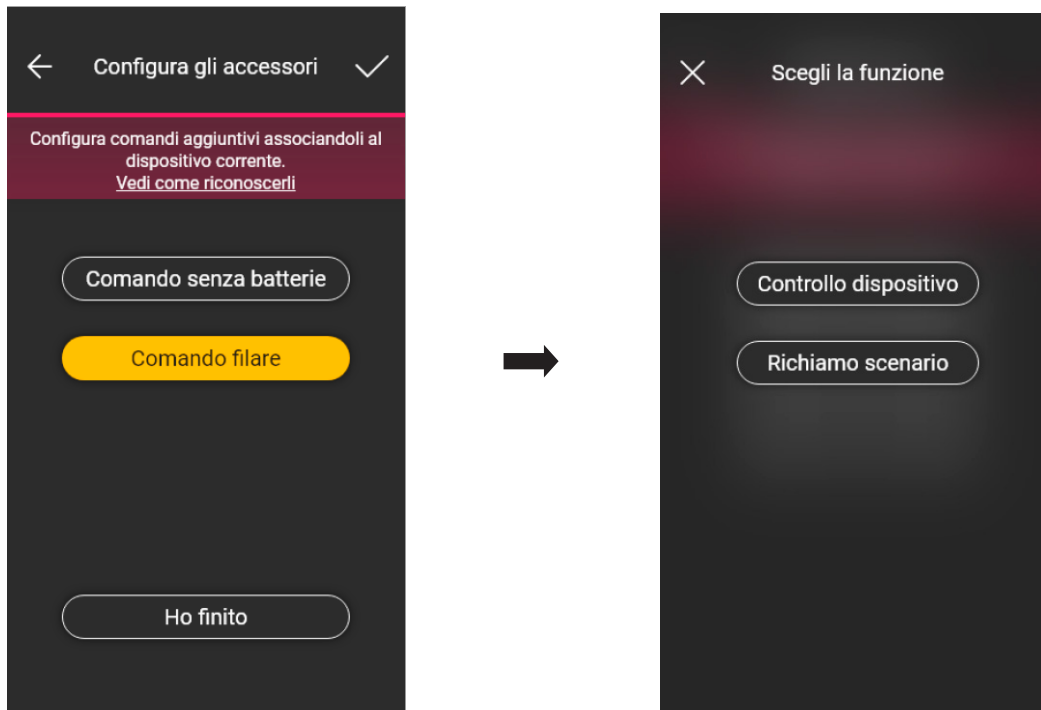 Configura gli accessori
Configura comandi aggiuntivi associandoli al
dispositivo corrente.
Vedi come riconoscerli
Comando senza batterie
Comando filare
Ho finito
Scegli la funzione
Controllo dispositivo
Richiamo scenario